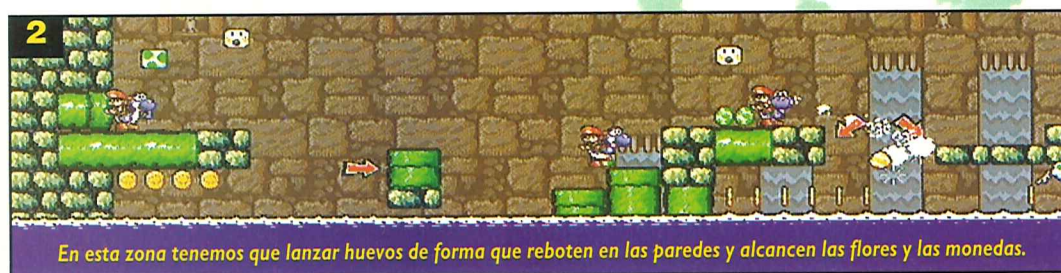 2
En esta zona tenemos que lanzar huevos de forma que reboten en las paredes y alcancen las flores y las monedas.